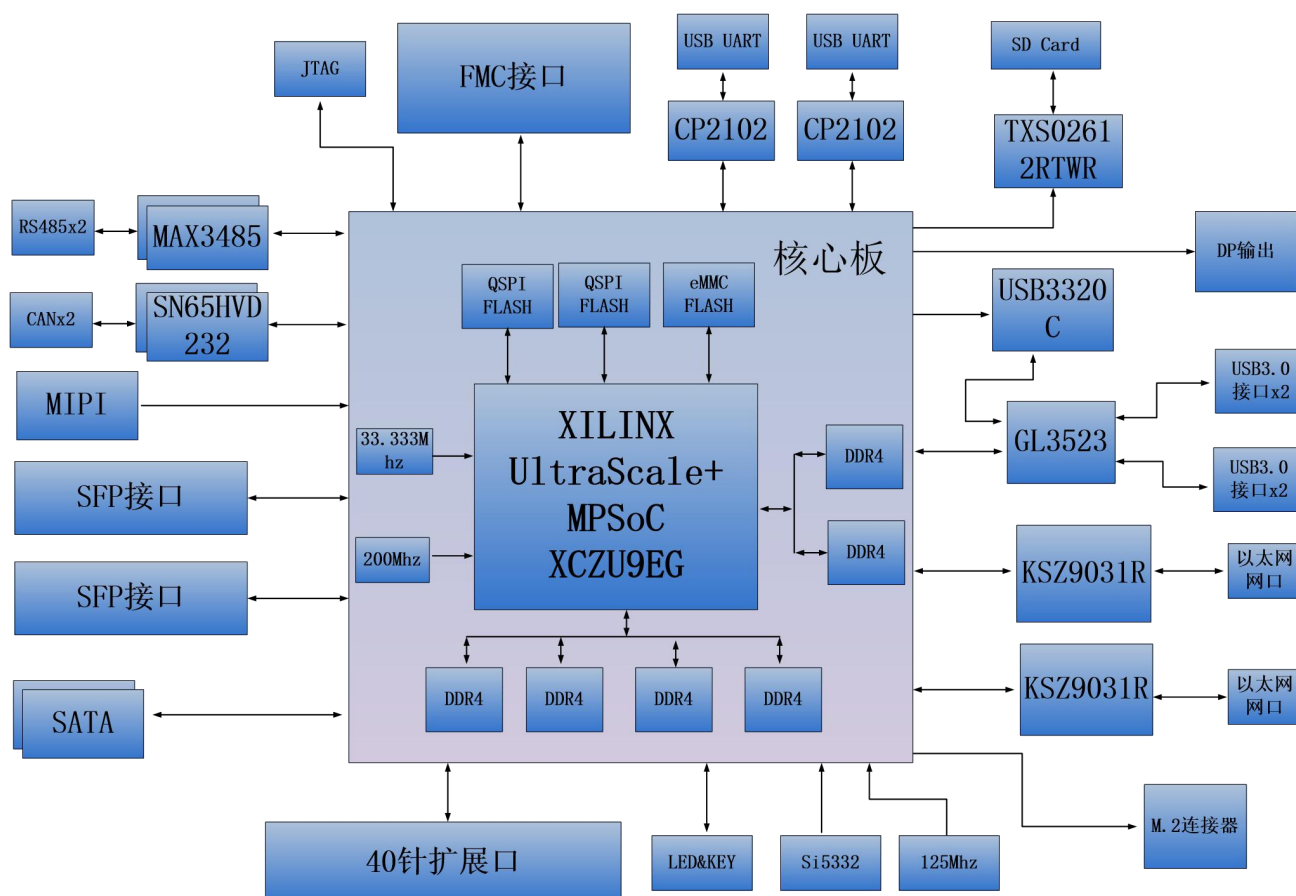 JTAG
FMC接口
USB UART
USB UART
SD Card
CP2102
CP2102
TXS0261
2RTWR
RS485x2
MAX3485
核心板
DP输出
CANx2
SN65HVD
232
QSPI
FLASH
QSPI
FLASH
eMMC
FLASH
USB3320
C
MIPI
XILINX
UltraScale+
MPSoC
XCZU9EG
33.333M
hz
200Mhz
DDR4
DDR4
GL3523
USB3.0
接口x2
USB3.0
接口x2
SFP接口
SFP接口
KSZ9031R
以太网
网口
KSZ9031R
以太网
网口
DDR4
DDR4
DDR4
DDR4
SATA
M.2连接器
40针扩展口
LED&KEY
Si5332
125Mhz